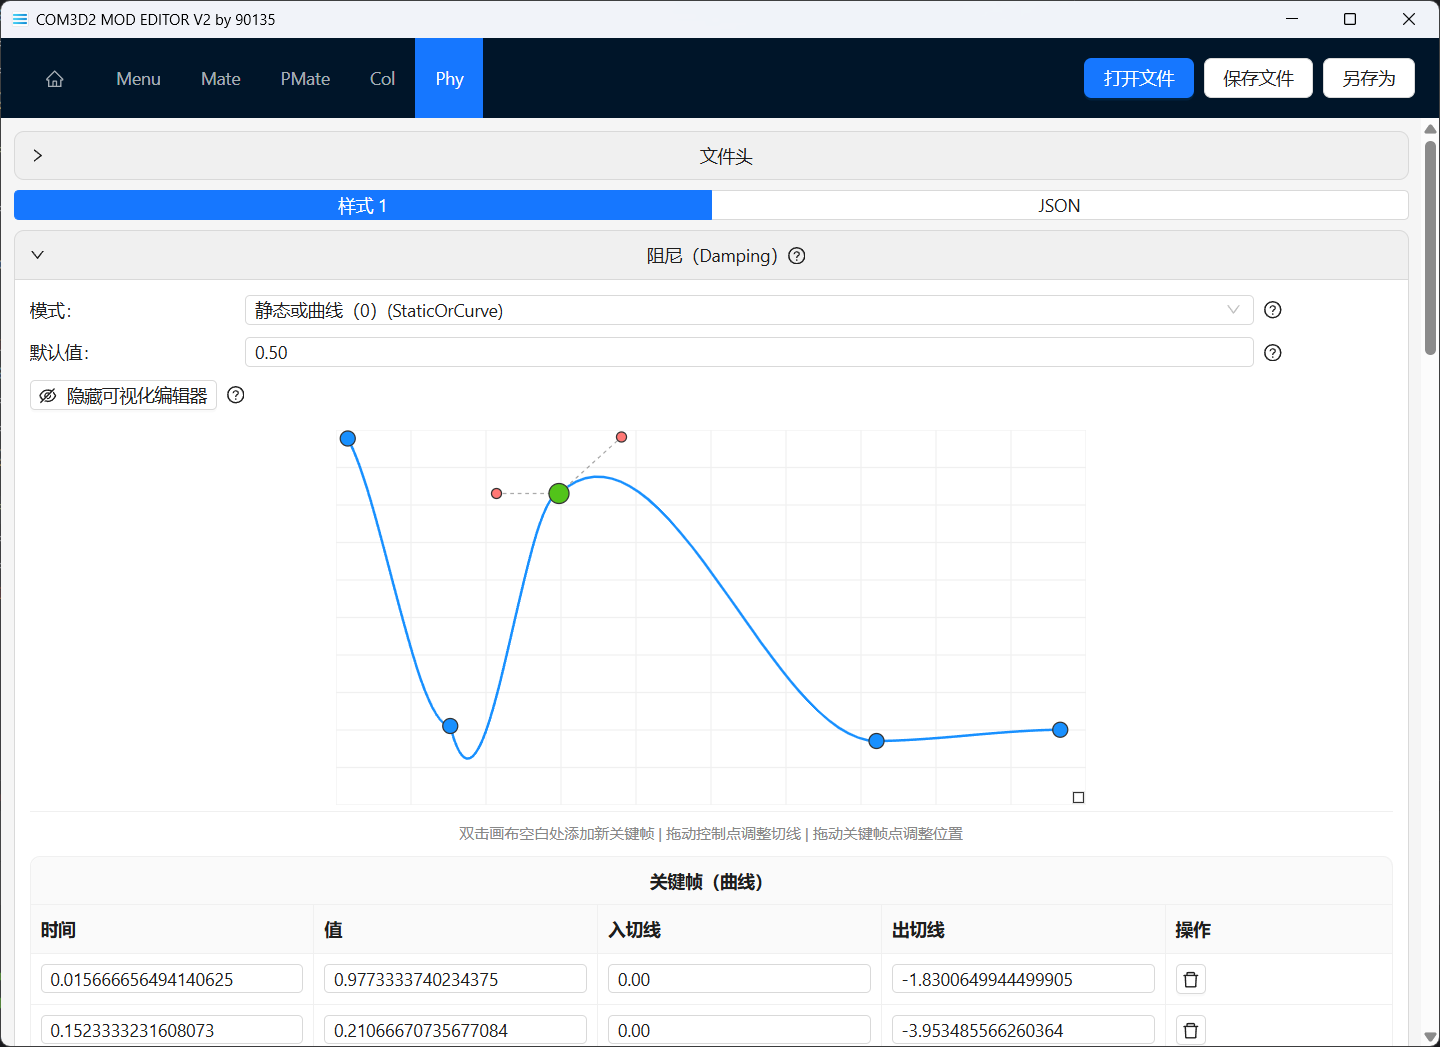 COM3D2 MOD EDITOR V2 by 90135
Menu Mate PMate Col Phy 打开文件 保存文件 另存为
文件头
样式 1 JSON
阻尼（Damping）
模式： 静态或曲线（0）(StaticOrCurve)
默认值： 0.50
隐藏可视化编辑器
双击画布空白处添加新关键帧 | 拖动控制点调整切线 | 拖动关键帧点调整位置
关键帧（曲线）
时间 值 入切线 出切线 操作
0.015666656494140625 0.9773333740234375 0.00 -1.8300649944499905
0.1523333231608073 0.21066670735677084 0.00 -3.953485566260364